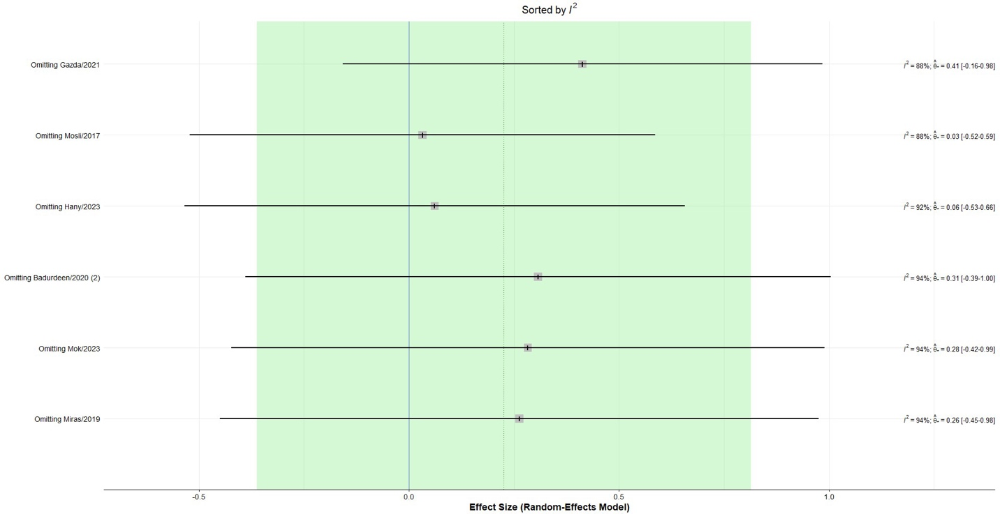 Sorted by I²
Omitting Gazda/2021 I² = 88%; θ̂* = 0.41 [-0.16-0.98]
Omitting Mosli/2017 I² = 88%; θ̂* = 0.03 [-0.52-0.59]
Omitting Hany/2023 I² = 92%; θ̂* = 0.06 [-0.53-0.66]
Omitting Badurdeen/2020 (2) I² = 94%; θ̂* = 0.31 [-0.39-1.00]
Omitting Mok/2023 I² = 94%; θ̂* = 0.28 [-0.42-0.99]
Omitting Miras/2019 I² = 94%; θ̂* = 0.26 [-0.45-0.98]
-0.5 0.0 0.5 1.0
Effect Size (Random-Effects Model)